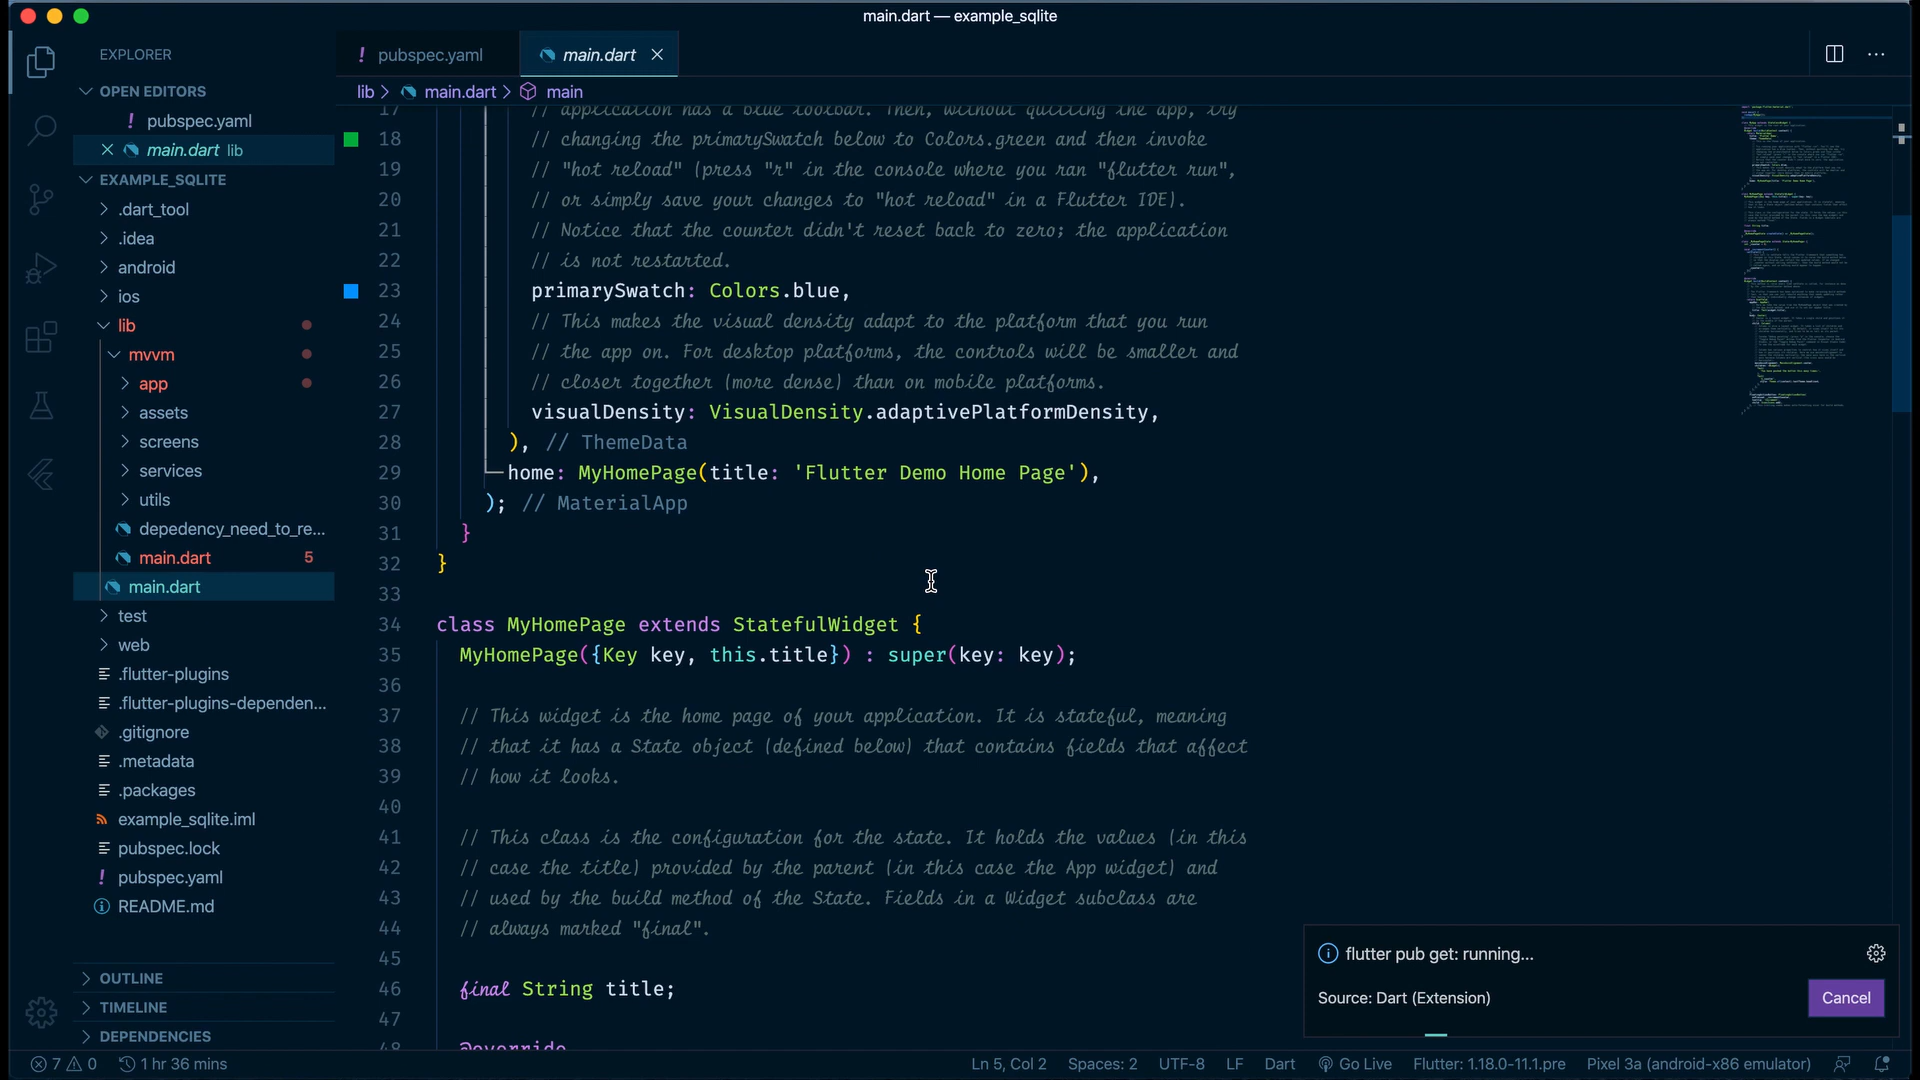 main.dart — example_sqlite
EXPLORER
OPEN EDITORS
! pubspec.yaml
main.dart lib
EXAMPLE_SQLITE
.dart_tool
.idea
android
ios
lib
mvvm
app
assets
screens
services
utils
depedency_need_to_re...
main.dart 5
main.dart
test
web
.flutter-plugins
.flutter-plugins-dependen...
.gitignore
.metadata
.packages
example_sqlite.iml
pubspec.lock
! pubspec.yaml
README.md
OUTLINE
TIMELINE
DEPENDENCIES
! pubspec.yaml
main.dart
lib > main.dart > main
17 // application has a blue toolbar. Then, without quitting the app, try
18 // changing the primarySwatch below to Colors.green and then invoke
19 // "hot reload" (press "r" in the console where you ran "flutter run",
20 // or simply save your changes to "hot reload" in a Flutter IDE).
21 // Notice that the counter didn't reset back to zero; the application
22 // is not restarted.
23 primarySwatch: Colors.blue,
24 // This makes the visual density adapt to the platform that you run
25 // the app on. For desktop platforms, the controls will be smaller and
26 // closer together (more dense) than on mobile platforms.
27 visualDensity: VisualDensity.adaptivePlatformDensity,
28 ), // ThemeData
29 home: MyHomePage(title: 'Flutter Demo Home Page'),
30 ); // MaterialApp
31 }
32 }
33
34 class MyHomePage extends StatefulWidget {
35 MyHomePage({Key key, this.title}) : super(key: key);
36
37 // This widget is the home page of your application. It is stateful, meaning
38 // that it has a State object (defined below) that contains fields that affect
39 // how it looks.
40
41 // This class is the configuration for the state. It holds the values (in this
42 // case the title) provided by the parent (in this case the App widget) and
43 // used by the build method of the State. Fields in a Widget subclass are
44 // always marked "final".
45
46 final String title;
47
48 @override
flutter pub get: running...
Source: Dart (Extension)
Cancel
7 0 1 hr 36 mins
Ln 5, Col 2 Spaces: 2 UTF-8 LF Dart Go Live Flutter: 1.18.0-11.1.pre Pixel 3a (android-x86 emulator)